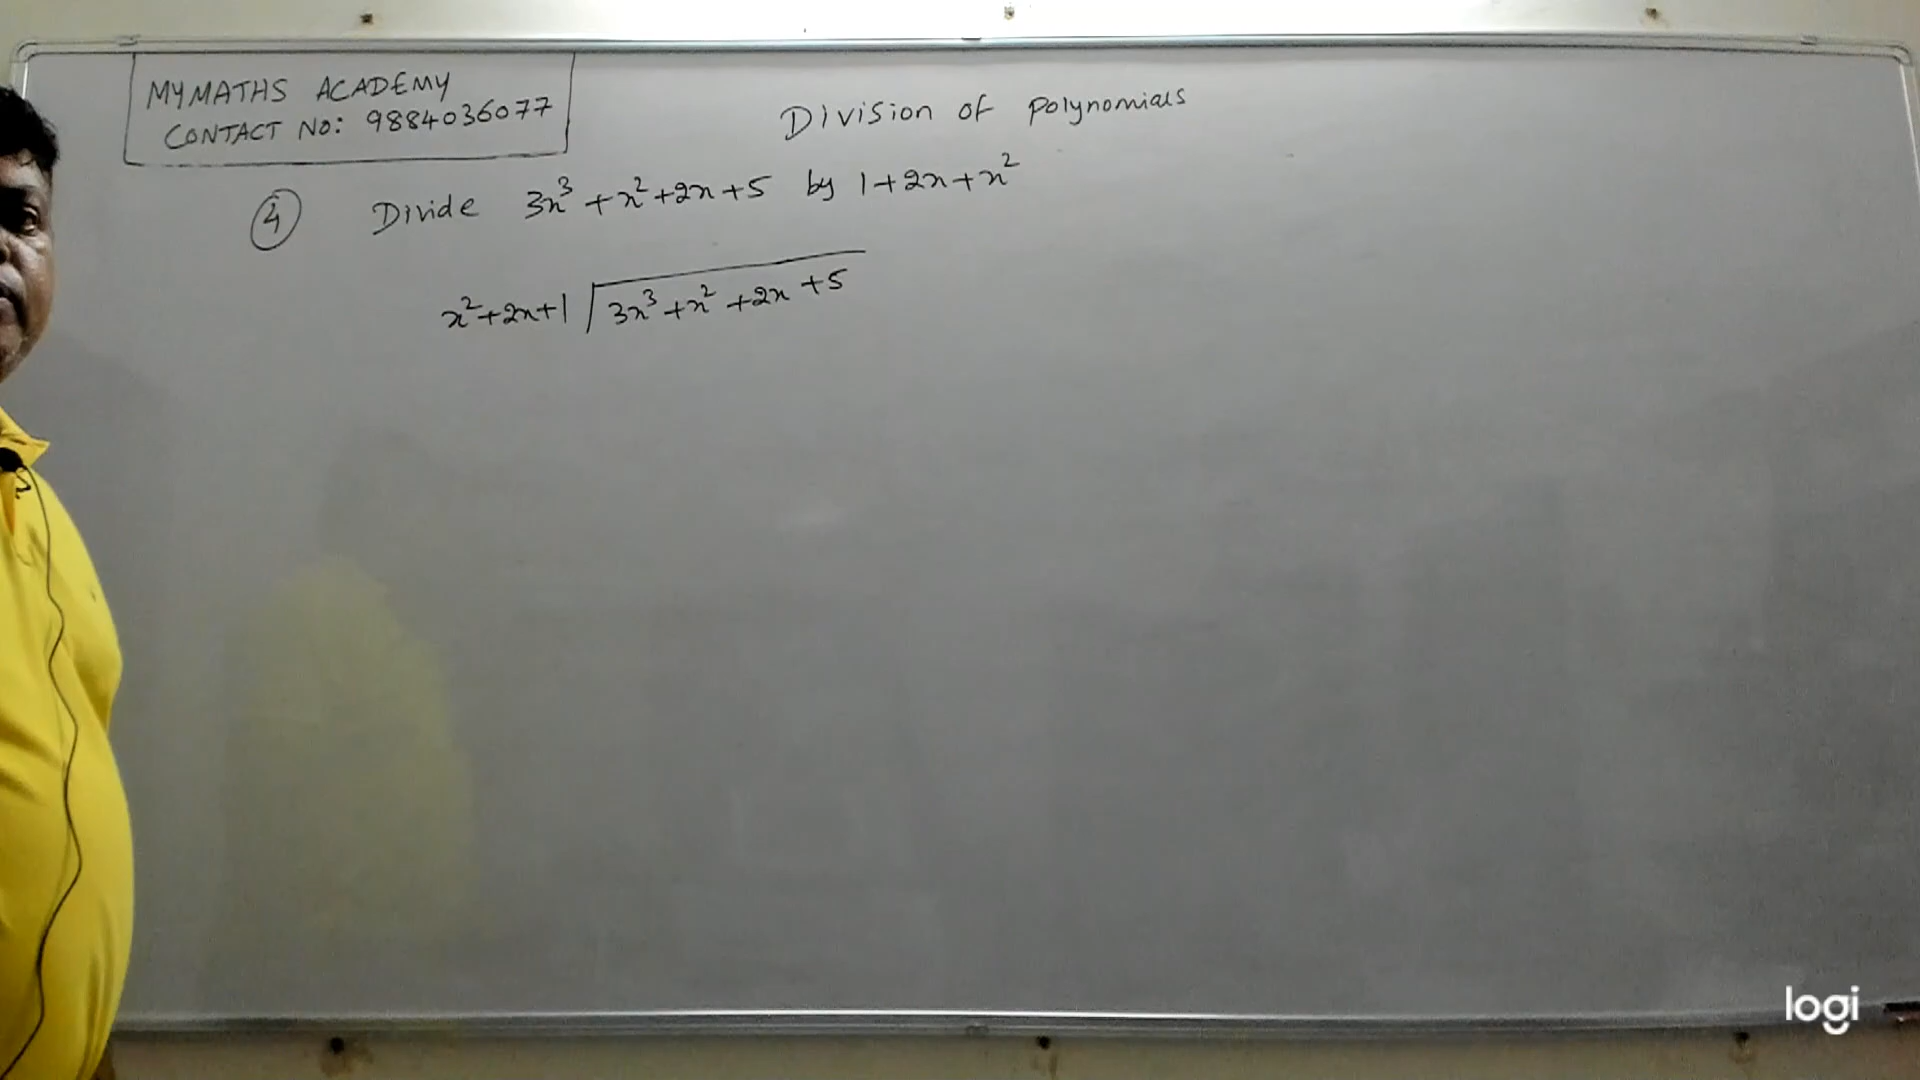 MYMATHS ACADEMY
CONTACT NO: 9884036077
Division of polynomials
④ Divide 3x³ + x² + 2x + 5 by 1 + 2x + x²
x² + 2x + 1 | 3x³ + x² + 2x + 5
logi